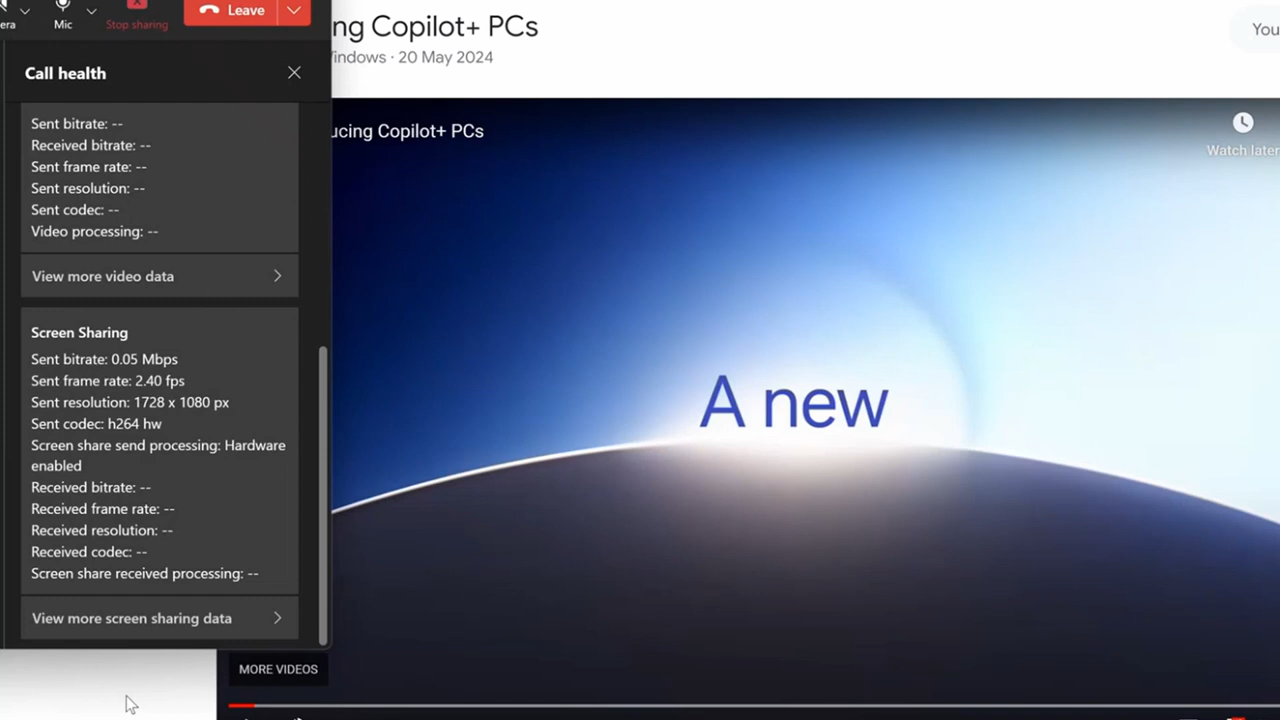 era
Mic
Stop sharing
Leave
Call health
Sent bitrate: --
Received bitrate: --
Sent frame rate: --
Sent resolution: --
Sent codec: --
Video processing: --
View more video data
Screen Sharing
Sent bitrate: 0.05 Mbps
Sent frame rate: 2.40 fps
Sent resolution: 1728 x 1080 px
Sent codec: h264 hw
Screen share send processing: Hardware
enabled
Received bitrate: --
Received frame rate: --
Received resolution: --
Received codec: --
Screen share received processing: --
View more screen sharing data
ng Copilot+ PCs
indows · 20 May 2024
You
ucing Copilot+ PCs
Watch later
A new
MORE VIDEOS